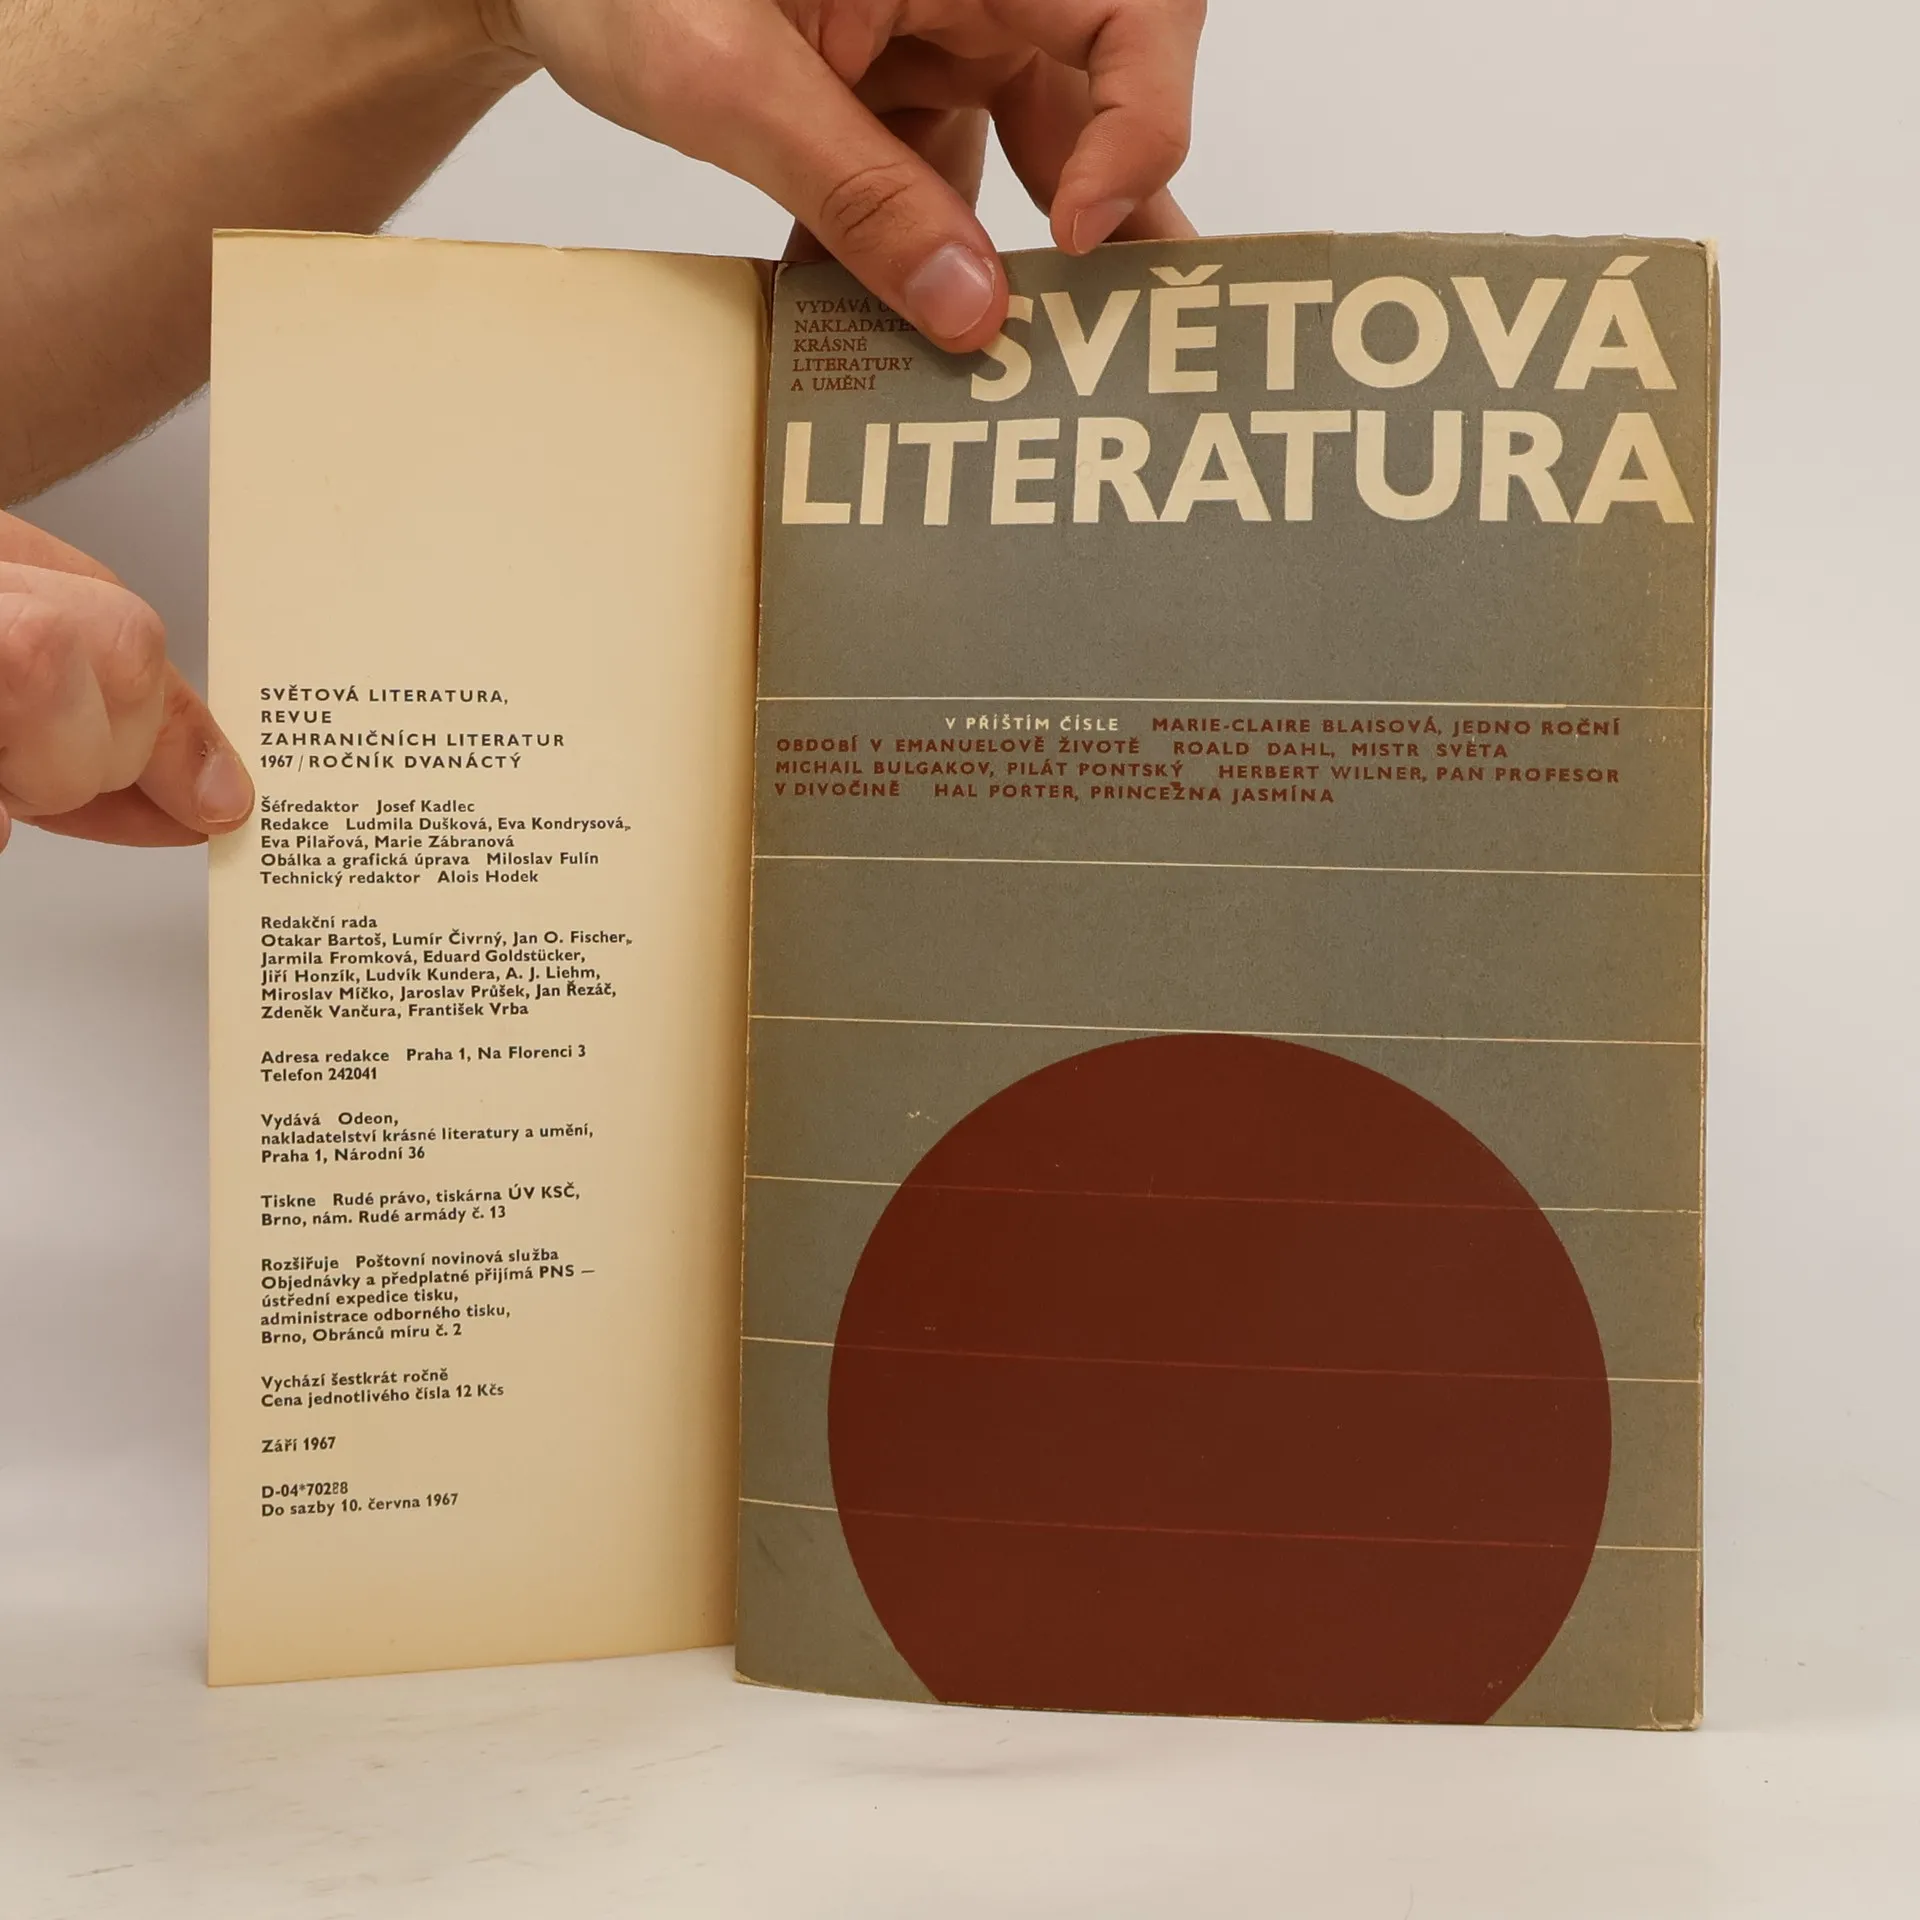 SVĚTOVÁ LITERATURA,
REVUE
ZAHRANIČNÍCH LITERATUR
1967 / ROČNÍK DVANÁCTÝ
Šéfredaktor Josef Kadlec
Redakce Ludmila Dušková, Eva Kondrysová,
Eva Pilařová, Marie Zábranová
Obálka a grafická úprava Miloslav Fulín
Technický redaktor Alois Hodek
Redakční rada
Otakar Bartoš, Lumír Čivrný, Jan O. Fischer,
Jarmila Fromková, Eduard Goldstücker,
Jiří Honzík, Ludvík Kundera, A. J. Liehm,
Miroslav Míčko, Jaroslav Průšek, Jan Řezáč,
Zdeněk Vančura, František Vrba
Adresa redakce Praha 1, Na Florenci 3
Telefon 242041
Vydává Odeon,
nakladatelství krásné literatury a umění,
Praha 1, Národní 36
Tiskne Rudé právo, tiskárna ÚV KSČ,
Brno, nám. Rudé armády č. 13
Rozšiřuje Poštovní novinová služba
Objednávky a předplatné přijímá PNS —
ústřední expedice tisku,
administrace odborného tisku,
Brno, Obránců míru č. 2
Vychází šestkrát ročně
Cena jednotlivého čísla 12 Kčs
Září 1967
D-04*70288
Do sazby 10. června 1967
VYDÁVÁ
KRÁSNÉ
LITERATURY
A UMĚNÍ
SVĚTOVÁ
LITERATURA
V PŘÍŠTÍM ČÍSLE MARIE-CLAIRE BLAISOVÁ, JEDNO ROČNÍ
OBDOBÍ V EMANUELOVĚ ŽIVOTĚ ROALD DAHL, MISTR SVĚTA
MICHAIL BULGAKOV, PILÁT PONTSKÝ HERBERT WILNER, PAN PROFESOR
V DIVOČINĚ HAL PORTER, PRINCEŽNA JASMÍNA